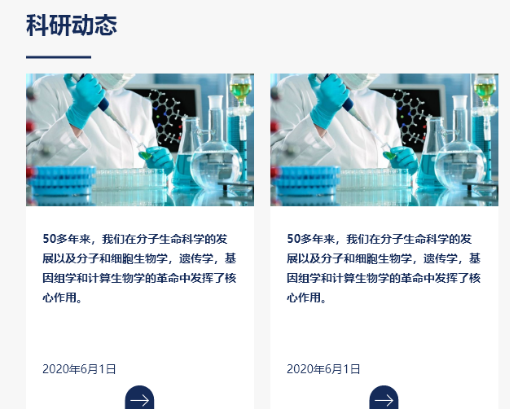 科研动态
50多年来，我们在分子生命科学的发
展以及分子和细胞生物学，遗传学，基
因组学和计算生物学的革命中发挥了核
心作用。
2020年6月1日
50多年来，我们在分子生命科学的发
展以及分子和细胞生物学，遗传学，基
因组学和计算生物学的革命中发挥了核
心作用。
2020年6月1日